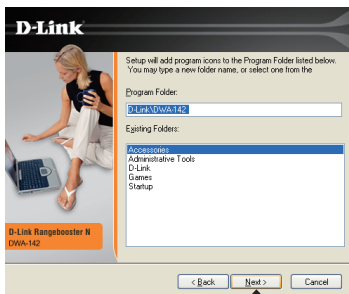 D-Link
Setup will add program icons to the Program Folder listed below.
You may type a new folder name, or select one from the
Program Folder:
D-Link\DWA-142
Existing Folders:
Accessories
Administrative Tools
D-Link
Games
Startup
D-Link Rangebooster N
DWA-142
< Back
Next >
Cancel